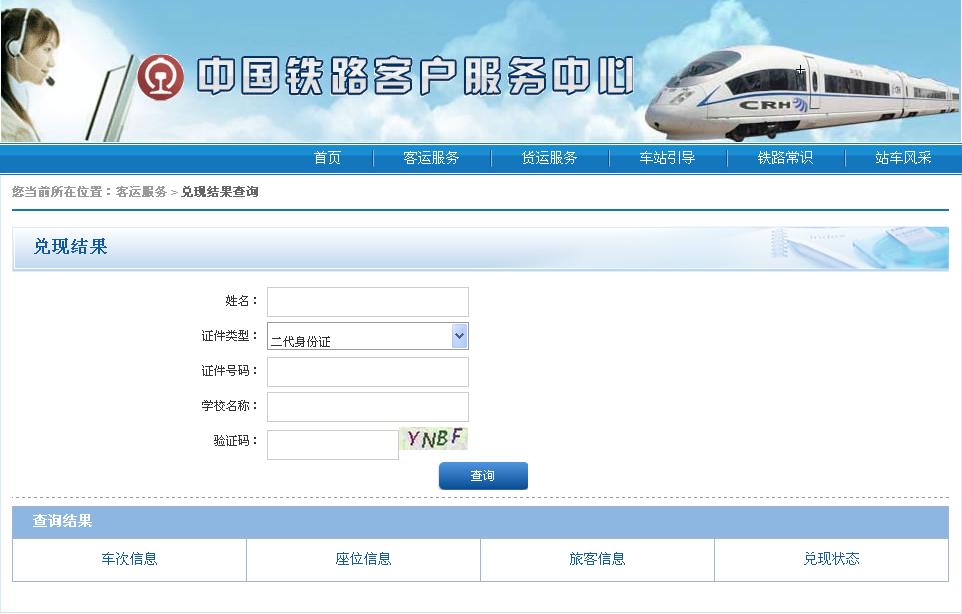 中国铁路客户服务中心
CRH
首页 客运服务 货运服务 车站引导 铁路常识 站车风采
您当前所在位置：客运服务 > 兑现结果查询
兑现结果
姓名：
证件类型： 二代身份证
证件号码：
学校名称：
验证码： YNBF
查询
查询结果
车次信息 座位信息 旅客信息 兑现状态